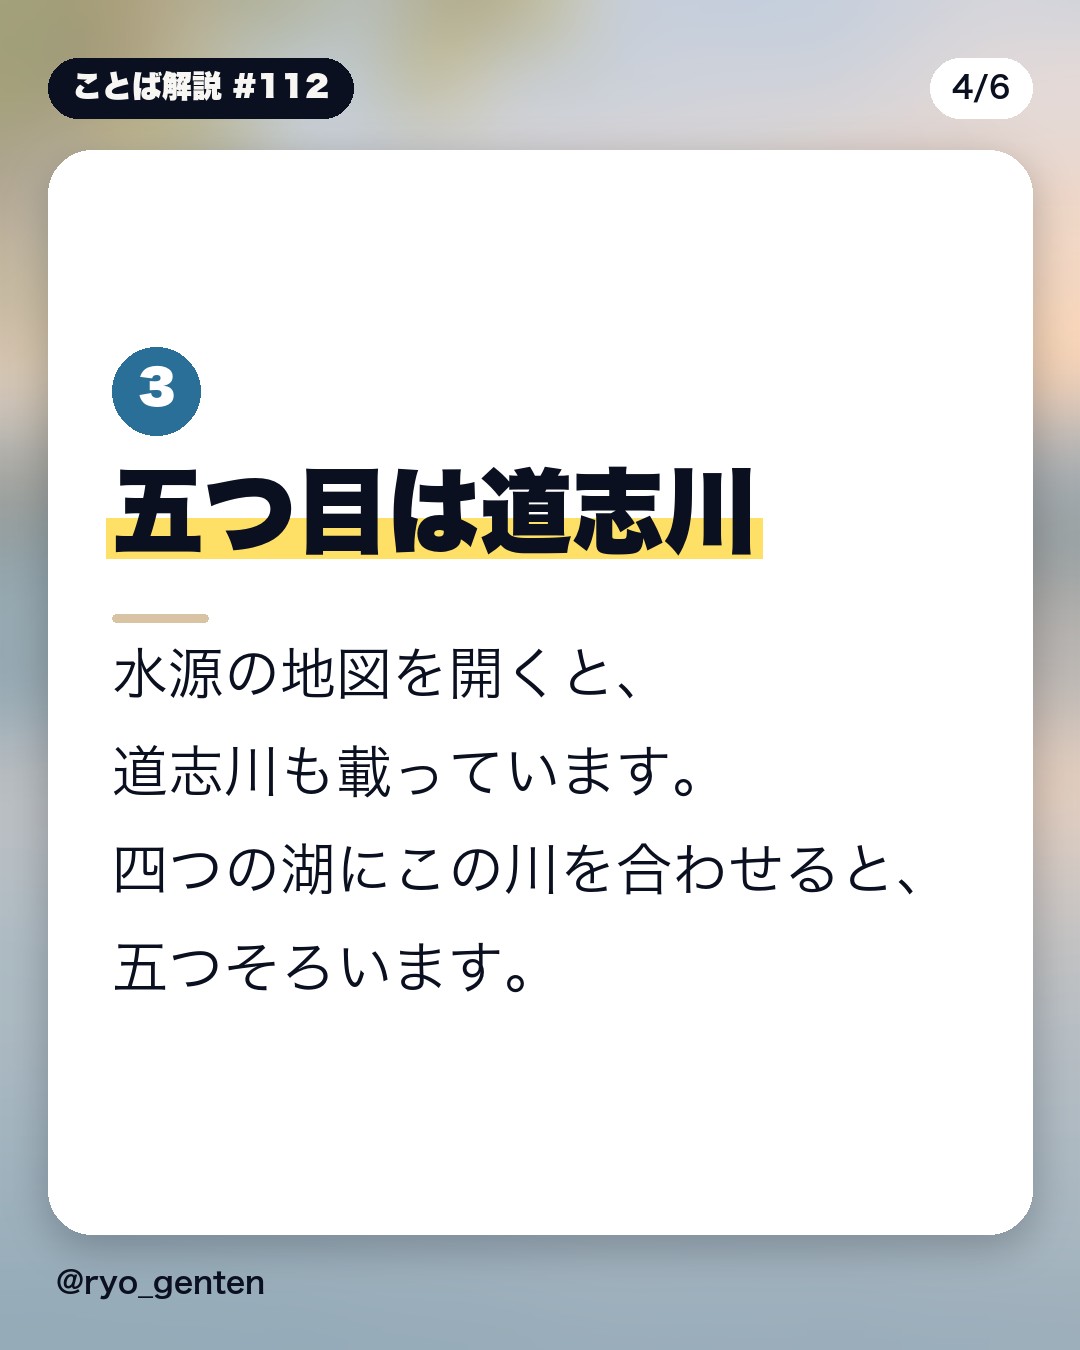 ことば解説 #112
4/6
3
五つ目は道志川
水源の地図を開くと、
道志川も載っています。
四つの湖にこの川を合わせると、
五つそろいます。
@ryo_genten